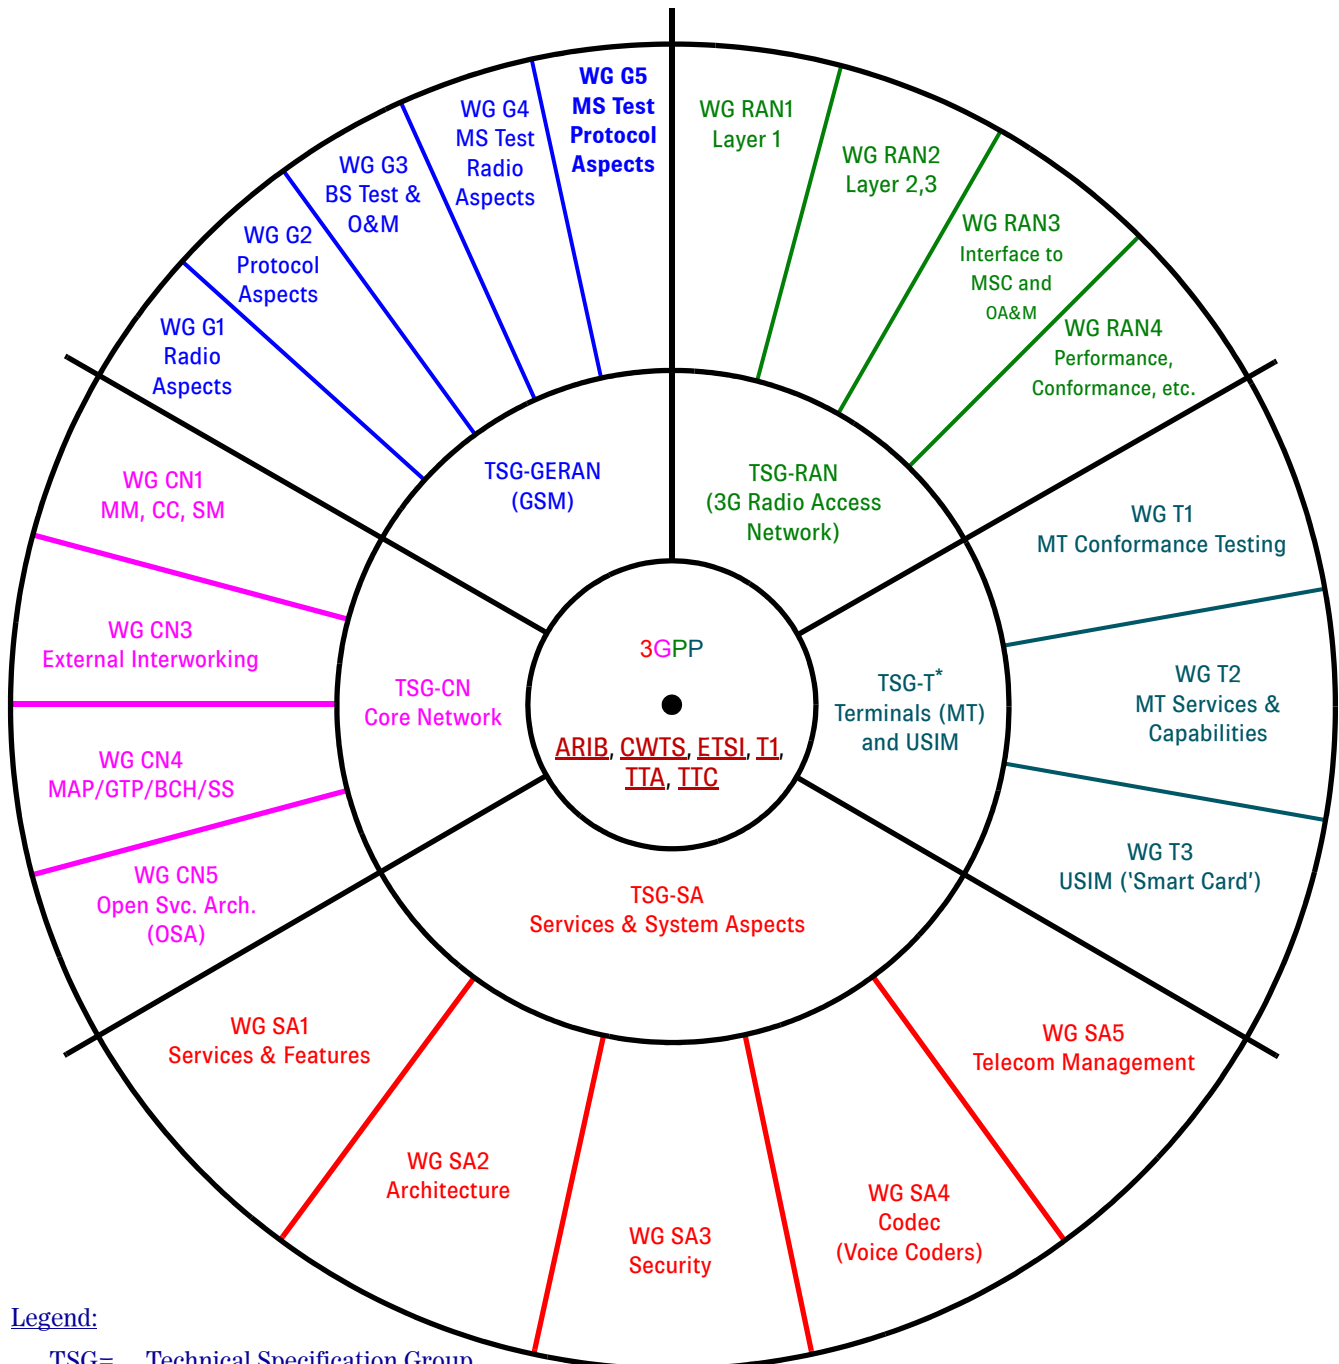 WG G5
MS Test
Protocol
Aspects
WG G4
MS Test
Radio
Aspects
WG G3
BS Test &
O&M
WG G2
Protocol
Aspects
WG G1
Radio
Aspects
WG RAN1
Layer 1
WG RAN2
Layer 2,3
WG RAN3
Interface to
MSC and
OA&M
WG RAN4
Performance,
Conformance, etc.
TSG-GERAN
(GSM)
TSG-RAN
(3G Radio Access
Network)
WG CN1
MM, CC, SM
WG CN3
External Interworking
WG CN4
MAP/GTP/BCH/SS
WG CN5
Open Svc. Arch.
(OSA)
TSG-CN
Core Network
3GPP
ARIB, CWTS, ETSI, T1,
TTA, TTC
TSG-T*
Terminals (MT)
and USIM
WG T1
MT Conformance Testing
WG T2
MT Services &
Capabilities
WG T3
USIM (‘Smart Card’)
TSG-SA
Services & System Aspects
WG SA1
Services & Features
WG SA2
Architecture
WG SA3
Security
WG SA4
Codec
(Voice Coders)
WG SA5
Telecom Management
Legend:
TSG= Technical Specification Group